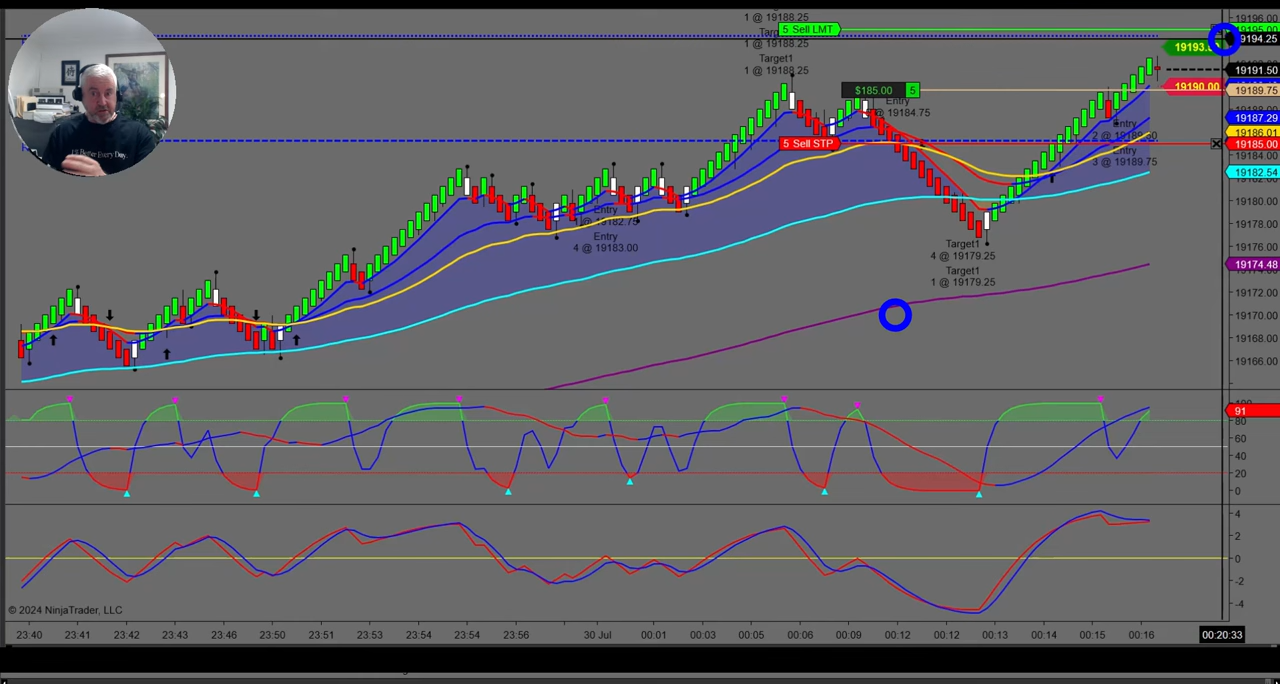 1 @ 19188.25
1 @ 19188.25
Target1
1 @ 19188.25
5 Sell LMT
$185.00 5
Entry
@ 19184.75
5 Sell STP
Entry
@ 19182.75
Entry
4 @ 19183.00
Target1
4 @ 19179.25
Target1
1 @ 19179.25
Entry
Entry
3 @ 19189.75
19196.00
19194.25
19191.50
19190.00
19189.75
19187.29
19186.01
19185.00
19184.00
19182.54
19180.00
19178.00
19176.00
19174.48
19172.00
19170.00
19168.00
19166.00
91
80
60
40
20
0
4
2
0
-2
-4
© 2024 NinjaTrader, LLC
23:40 23:41 23:42 23:43 23:46 23:50 23:51 23:53 23:54 23:54 23:56 30 Jul 00:01 00:03 00:05 00:06 00:09 00:12 00:12 00:13 00:14 00:15 00:16 00:20:33